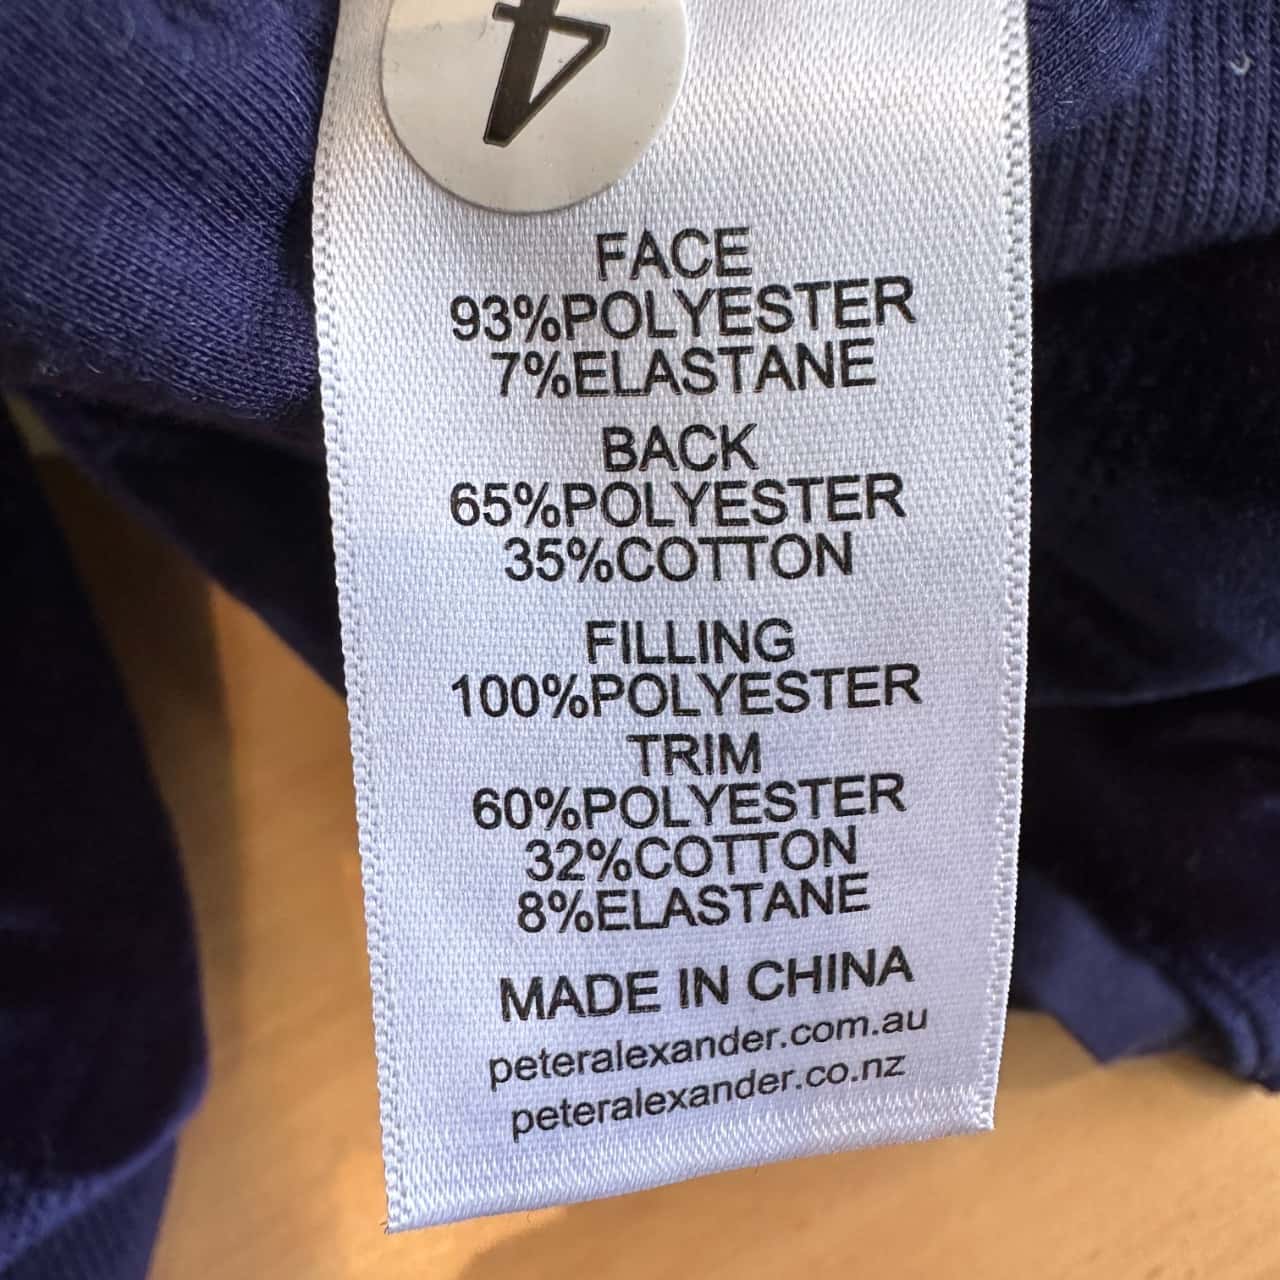 4
FACE
93%POLYESTER
7%ELASTANE
BACK
65%POLYESTER
35%COTTON
FILLING
100%POLYESTER
TRIM
60%POLYESTER
32%COTTON
8%ELASTANE
MADE IN CHINA
peteralexander.com.au
peteralexander.co.nz